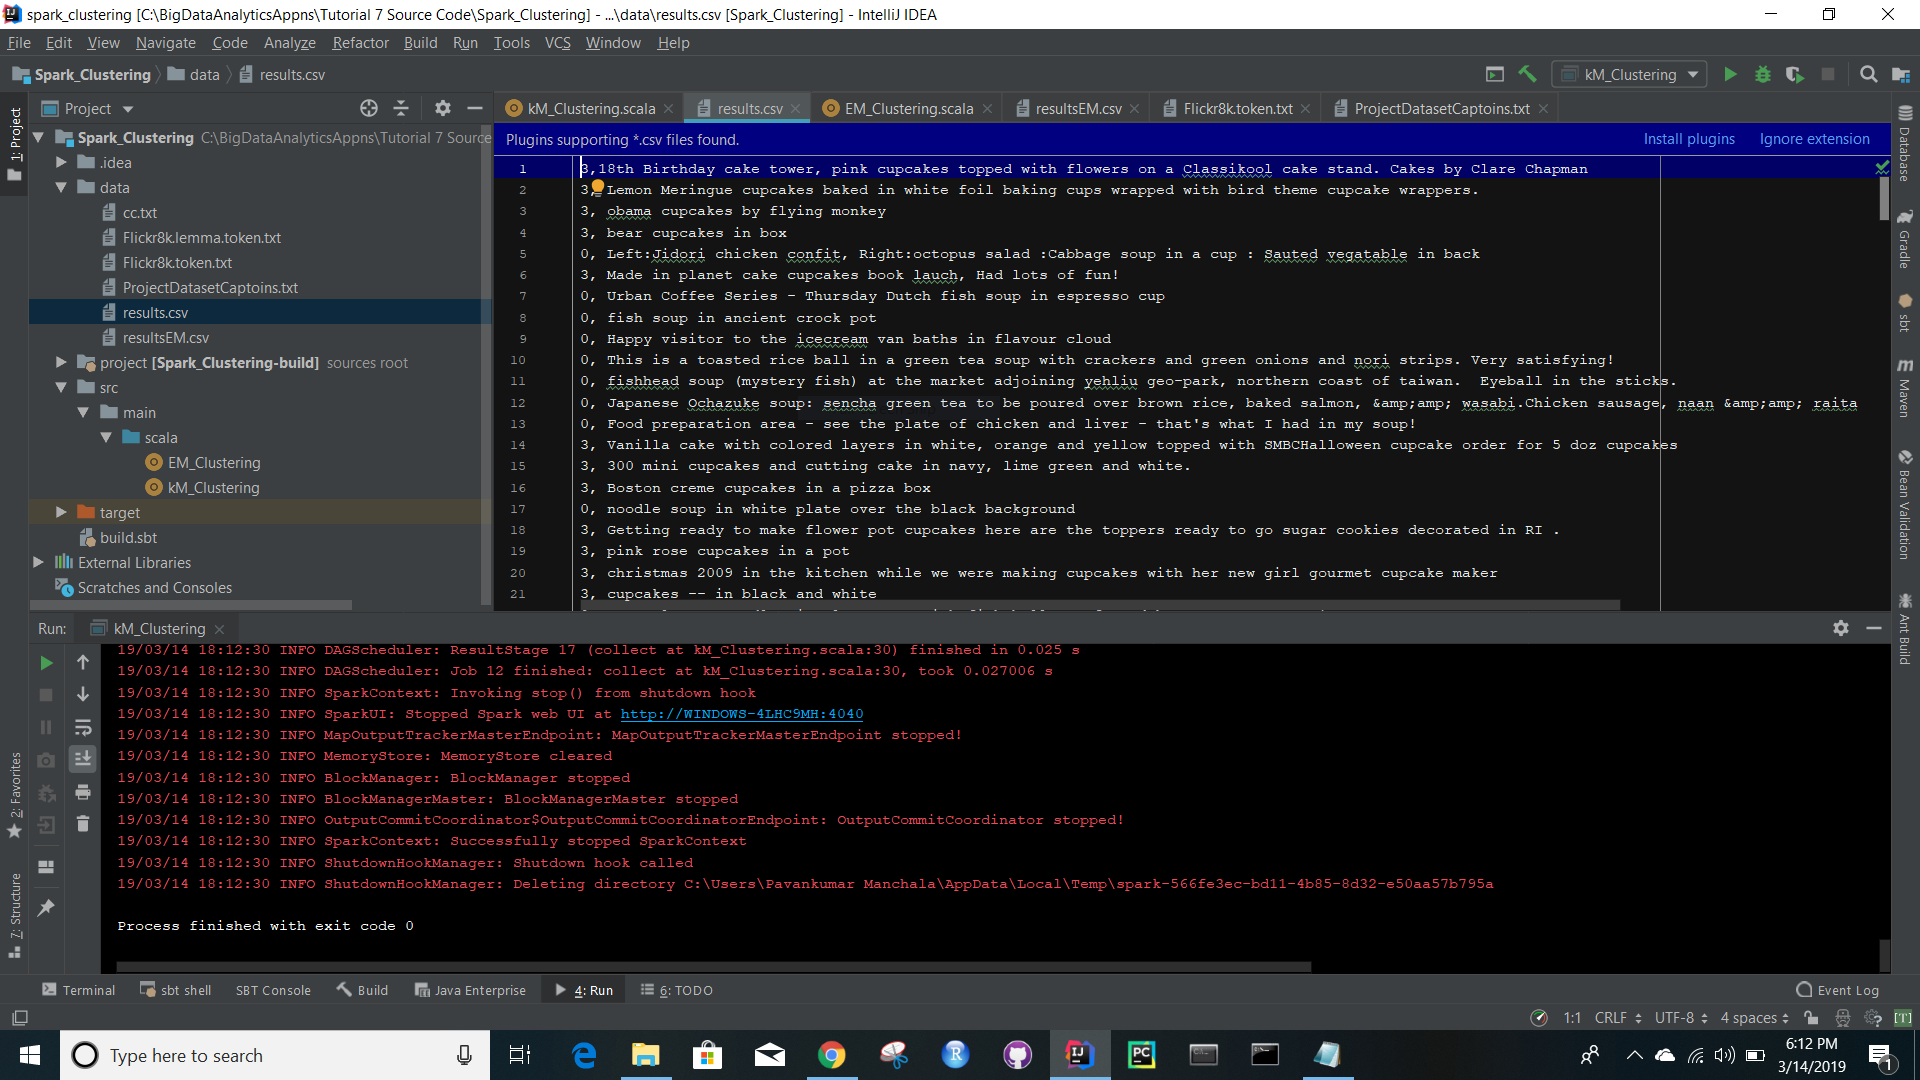 spark_clustering [C:\BigDataAnalyticsAppns\Tutorial 7 Source Code\Spark_Clustering] - ...\data\results.csv [Spark_Clustering] - IntelliJ IDEA
File Edit View Navigate Code Analyze Refactor Build Run Tools VCS Window Help
Spark_Clustering data results.csv
kM_Clustering
1: Project
Project
Spark_Clustering C:\BigDataAnalyticsAppns\Tutorial 7 Source
.idea
data
cc.txt
Flickr8k.lemma.token.txt
Flickr8k.token.txt
ProjectDatasetCaptoins.txt
results.csv
resultsEM.csv
project [Spark_Clustering-build] sources root
src
main
scala
EM_Clustering
kM_Clustering
target
build.sbt
External Libraries
Scratches and Consoles
kM_Clustering.scala results.csv EM_Clustering.scala resultsEM.csv Flickr8k.token.txt ProjectDatasetCaptoins.txt
Plugins supporting *.csv files found. Install plugins Ignore extension
1 3,18th Birthday cake tower, pink cupcakes topped with flowers on a Classikool cake stand. Cakes by Clare Chapman
2 3, Lemon Meringue cupcakes baked in white foil baking cups wrapped with bird theme cupcake wrappers.
3 3, obama cupcakes by flying monkey
4 3, bear cupcakes in box
5 0, Left:Jidori chicken confit, Right:octopus salad :Cabbage soup in a cup : Sauted vegatable in back
6 3, Made in planet cake cupcakes book lauch, Had lots of fun!
7 0, Urban Coffee Series - Thursday Dutch fish soup in espresso cup
8 0, fish soup in ancient crock pot
9 0, Happy visitor to the icecream van baths in flavour cloud
10 0, This is a toasted rice ball in a green tea soup with crackers and green onions and nori strips. Very satisfying!
11 0, fishhead soup (mystery fish) at the market adjoining yehliu geo-park, northern coast of taiwan.  Eyeball in the sticks.
12 0, Japanese Ochazuke soup: sencha green tea to be poured over brown rice, baked salmon, &amp;amp; wasabi.Chicken sausage, naan &amp;amp; raita
13 0, Food preparation area - see the plate of chicken and liver - that's what I had in my soup!
14 3, Vanilla cake with colored layers in white, orange and yellow topped with SMBCHalloween cupcake order for 5 doz cupcakes
15 3, 300 mini cupcakes and cutting cake in navy, lime green and white.
16 3, Boston creme cupcakes in a pizza box
17 0, noodle soup in white plate over the black background
18 3, Getting ready to make flower pot cupcakes here are the toppers ready to go sugar cookies decorated in RI .
19 3, pink rose cupcakes in a pot
20 3, christmas 2009 in the kitchen while we were making cupcakes with her new girl gourmet cupcake maker
21 3, cupcakes -- in black and white
Database
Gradle
sbt
Maven
Bean Validation
Ant Build
Run: kM_Clustering
19/03/14 18:12:30 INFO DAGScheduler: ResultStage 17 (collect at kM_Clustering.scala:30) finished in 0.025 s
19/03/14 18:12:30 INFO DAGScheduler: Job 12 finished: collect at kM_Clustering.scala:30, took 0.027006 s
19/03/14 18:12:30 INFO SparkContext: Invoking stop() from shutdown hook
19/03/14 18:12:30 INFO SparkUI: Stopped Spark web UI at http://WINDOWS-4LHC9MH:4040
19/03/14 18:12:30 INFO MapOutputTrackerMasterEndpoint: MapOutputTrackerMasterEndpoint stopped!
19/03/14 18:12:30 INFO MemoryStore: MemoryStore cleared
19/03/14 18:12:30 INFO BlockManager: BlockManager stopped
19/03/14 18:12:30 INFO BlockManagerMaster: BlockManagerMaster stopped
19/03/14 18:12:30 INFO OutputCommitCoordinator$OutputCommitCoordinatorEndpoint: OutputCommitCoordinator stopped!
19/03/14 18:12:30 INFO SparkContext: Successfully stopped SparkContext
19/03/14 18:12:30 INFO ShutdownHookManager: Shutdown hook called
19/03/14 18:12:30 INFO ShutdownHookManager: Deleting directory C:\Users\Pavankumar Manchala\AppData\Local\Temp\spark-566fe3ec-bd11-4b85-8d32-e50aa57b795a
Process finished with exit code 0
2: Favorites
7: Structure
Terminal sbt shell SBT Console Build Java Enterprise 4: Run 6: TODO Event Log
1:1 CRLF UTF-8 4 spaces [T]
Type here to search
6:12 PM
3/14/2019
1